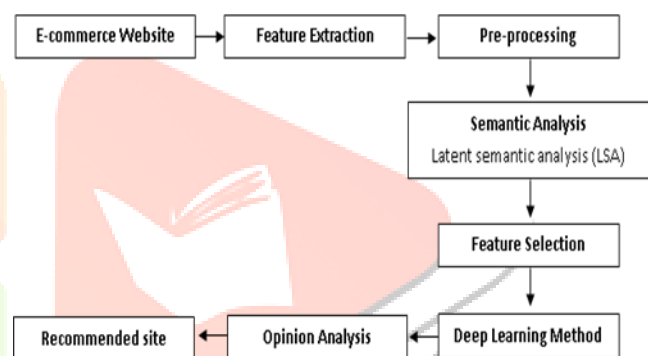 E-commerce Website
Feature Extraction
Pre-processing
Semantic Analysis
Latent semantic analysis (LSA)
Feature Selection
Deep Learning Method
Opinion Analysis
Recommended site